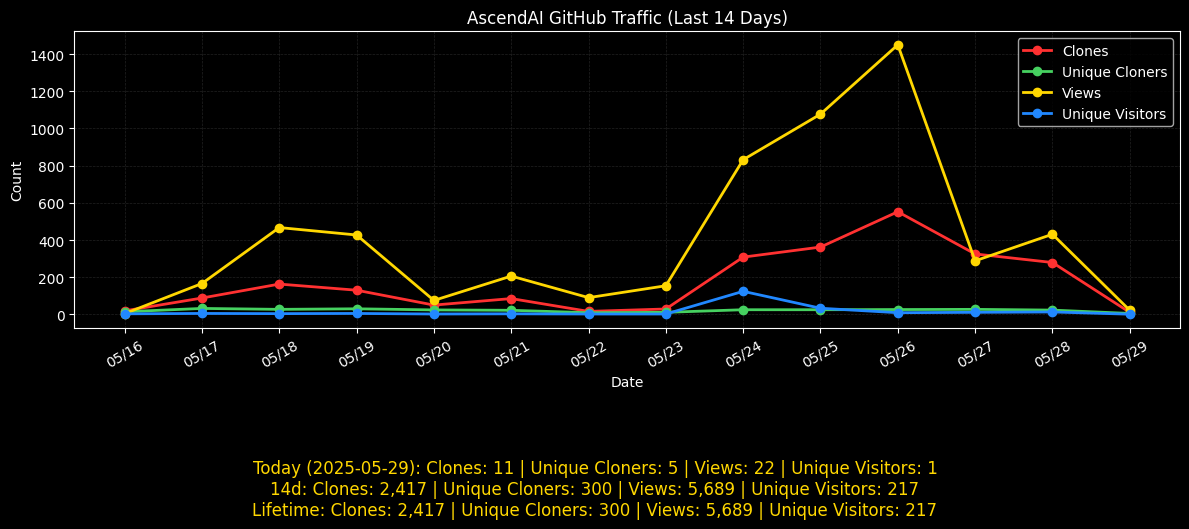 AscendAI GitHub Traffic (Last 14 Days)
Clones
Unique Cloners
Views
Unique Visitors
Count
1400
1200
1000
800
600
400
200
0
05/16
05/17
05/18
05/19
05/20
05/21
05/22
05/23
05/24
05/25
05/26
05/27
05/28
05/29
Date
Today (2025-05-29): Clones: 11 | Unique Cloners: 5 | Views: 22 | Unique Visitors: 1
14d: Clones: 2,417 | Unique Cloners: 300 | Views: 5,689 | Unique Visitors: 217
Lifetime: Clones: 2,417 | Unique Cloners: 300 | Views: 5,689 | Unique Visitors: 217